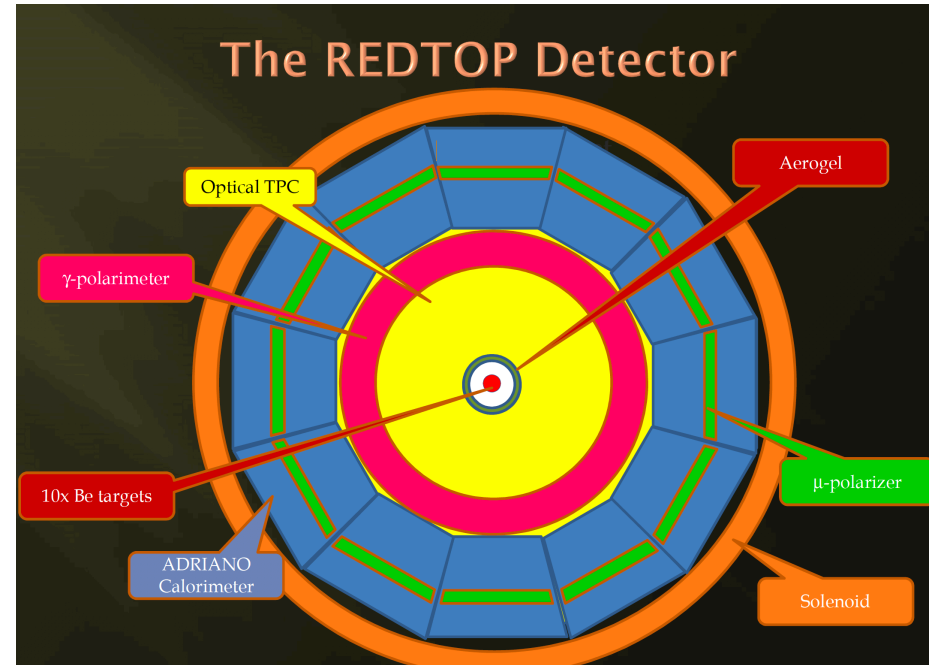 The REDTOP Detector
Aerogel
Optical TPC
γ-polarimeter
10x Be targets
μ-polarizer
ADRIANO
Calorimeter
Solenoid